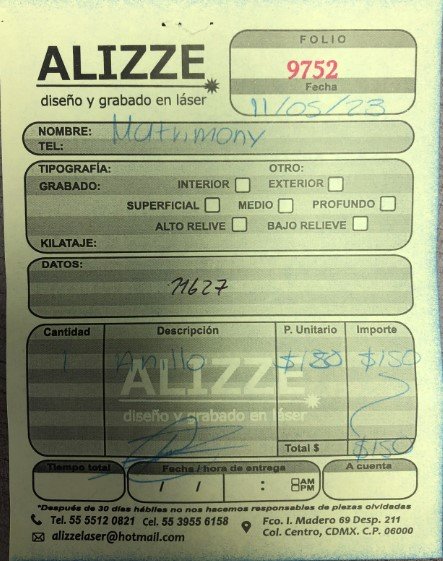 ALIZZE
diseño y grabado en láser
FOLIO
9752
Fecha
11/05/23
NOMBRE: Matrimony
TEL:
TIPOGRAFÍA: OTRO:
GRABADO: INTERIOR EXTERIOR
SUPERFICIAL MEDIO PROFUNDO
ALTO RELIVE BAJO RELIEVE
KILATAJE:
DATOS:
71627
Cantidad Descripción P. Unitario Importe
1 Anillo $180 $150
ALIZZE
diseño y grabado en láser
Total $ $150
Tiempo total Fecha / hora de entrega A cuenta
/ / : AM
PM
"Después de 30 días hábiles no nos hacemos responsables de piezas olvidadas
Tel. 55 5512 0821 Cel. 55 3955 6158 Fco. I. Madero 69 Desp. 211
alizzelaser@hotmail.com Col. Centro, CDMX. C.P. 06000